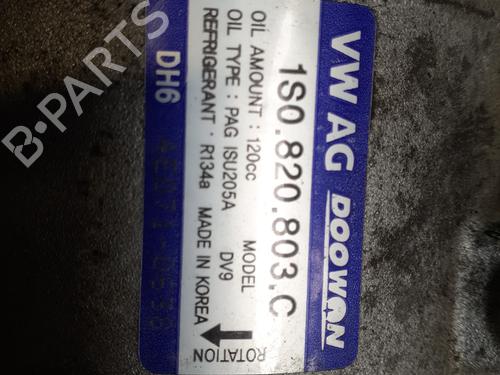 VW AG DOOWON
1S0.820.803.C
OIL AMOUNT : 120cc MODEL
OIL TYPE : PAG ISU205A DV9
REFRIGERANT : R134a MADE IN KOREA
ROTATION
DH6